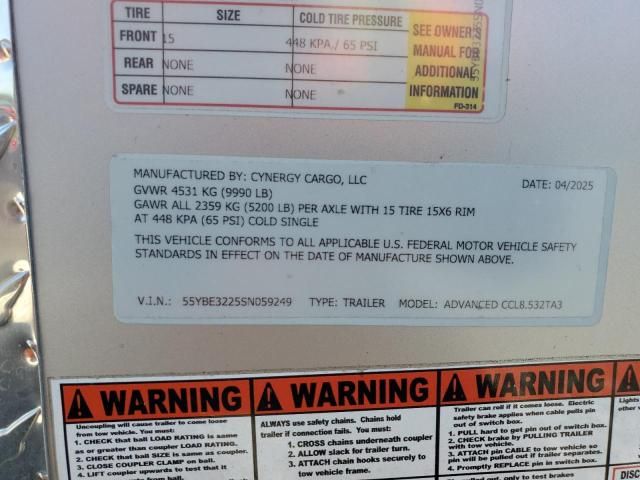 TIRE SIZE COLD TIRE PRESSURE
FRONT 15 448 KPA./ 65 PSI
REAR NONE NONE
SPARE NONE NONE
SEE OWNER'S
MANUAL FOR
ADDITIONAL
INFORMATION
FD-314
MANUFACTURED BY: CYNERGY CARGO, LLC DATE: 04/2025
GVWR 4531 KG (9990 LB)
GAWR ALL 2359 KG (5200 LB) PER AXLE WITH 15 TIRE 15X6 RIM
AT 448 KPA (65 PSI) COLD SINGLE
THIS VEHICLE CONFORMS TO ALL APPLICABLE U.S. FEDERAL MOTOR VEHICLE SAFETY
STANDARDS IN EFFECT ON THE DATE OF MANUFACTURE SHOWN ABOVE.
V.I.N.: 55YBE3225SN059249 TYPE: TRAILER MODEL: ADVANCED CCL8.532TA3
WARNING
Uncoupling will cause trailer to come loose
from tow vehicle. You must:
1. CHECK that ball LOAD RATING is same
as or greater than coupler LOAD RATING.
2. CHECK that ball SIZE is same as coupler.
3. CLOSE COUPLER CLAMP on ball.
4. LIFT coupler upwards to test that it
WARNING
ALWAYS use safety chains. Chains hold
trailer if connection fails. You must:
1. CROSS chains underneath coupler
2. ALLOW slack for trailer turn.
3. ATTACH chain hooks securely to
tow vehicle frame.
WARNING
Trailer can roll if it comes loose. Electric
safety brake applies when cable pulls pin
out of switch box.
1. PULL hard to get pin out of switch box
2. CHECK brake by PULLING TRAILER
with tow vehicle
3. ATTACH pin CABLE to tow vehicle so
pin will be pulled out if trailer separates.
4. Promptly REPLACE pin in switch box.
Lights
other
DISC